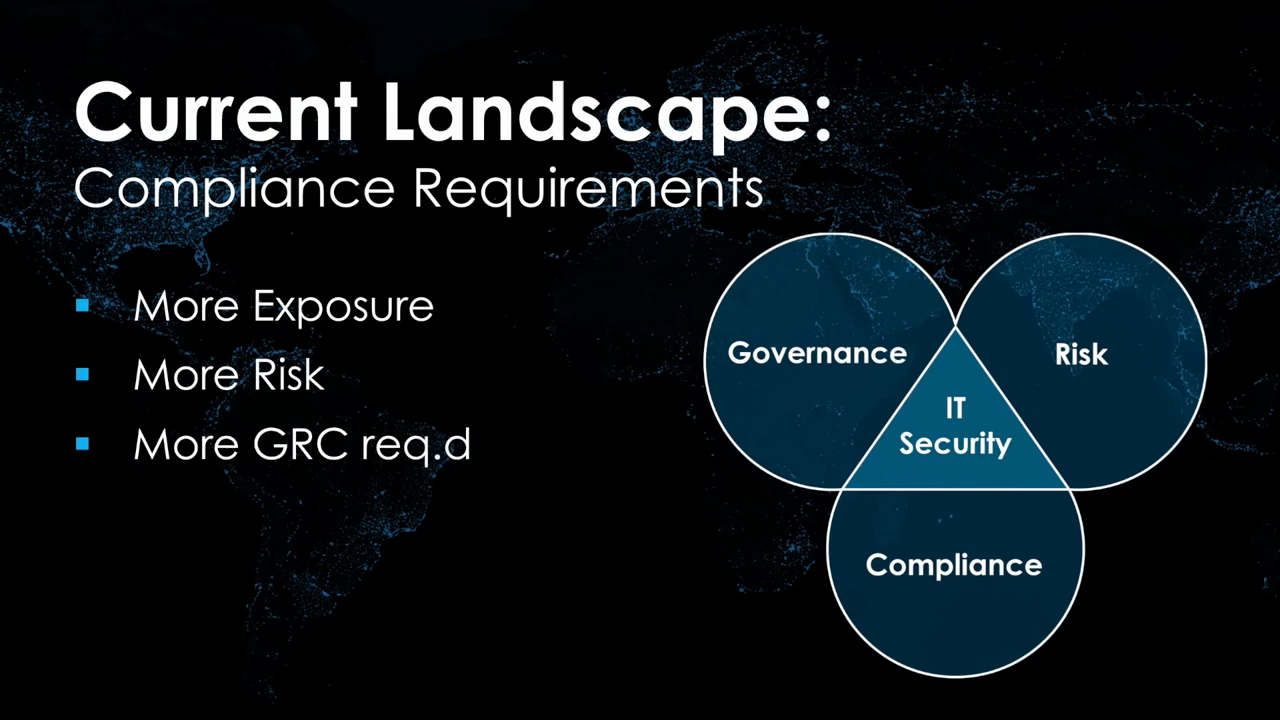 Current Landscape:
Compliance Requirements
More Exposure
More Risk
More GRC req.d
Governance
Risk
IT
Security
Compliance